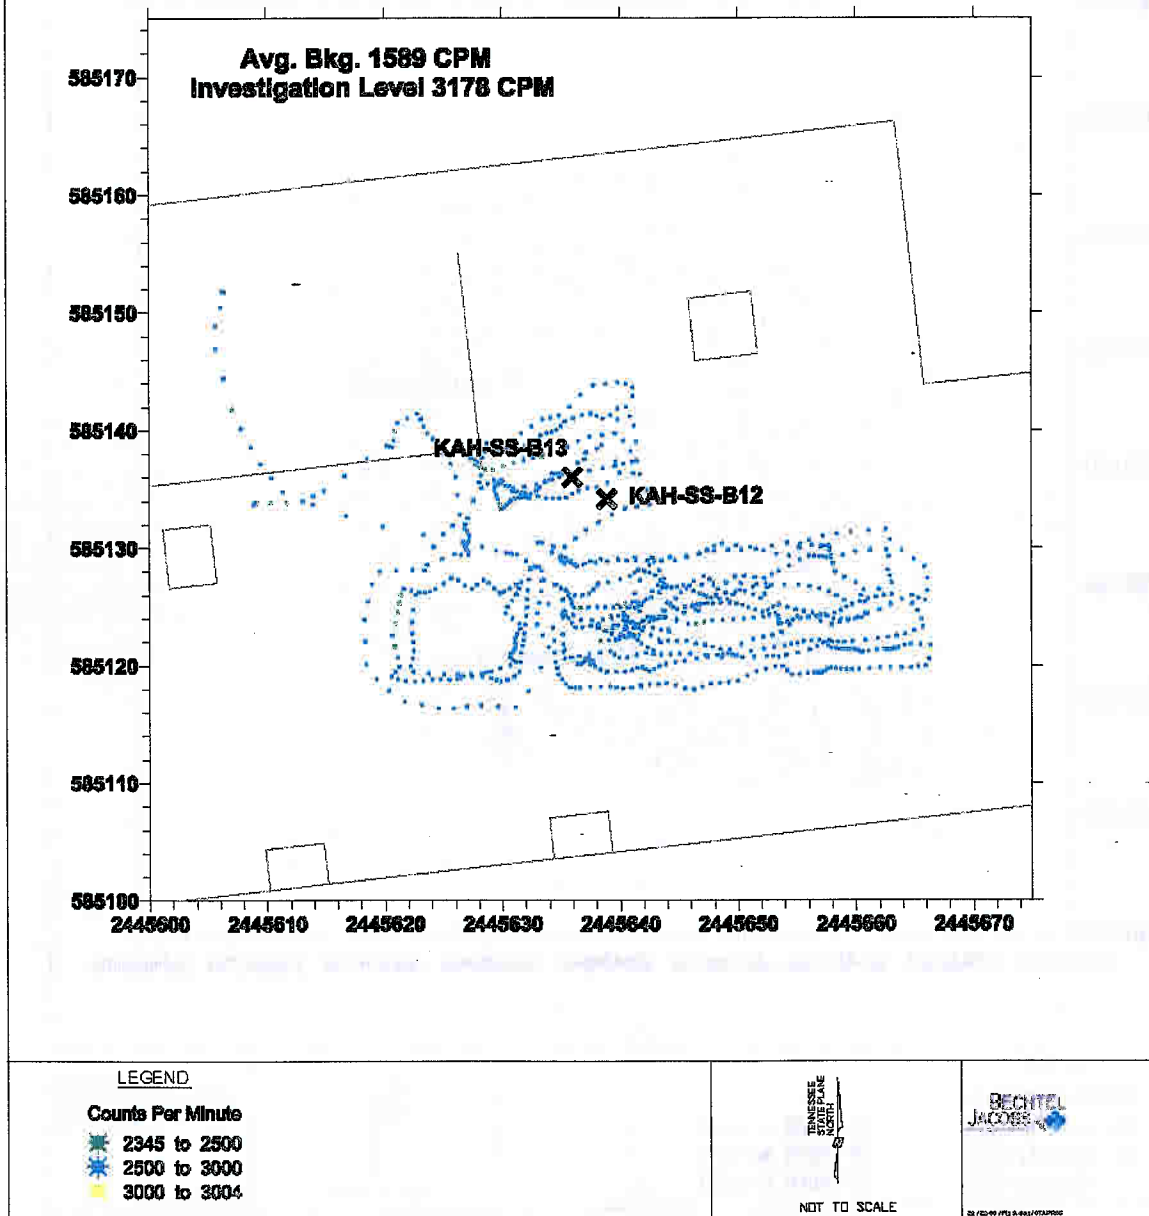 Avg. Bkg. 1589 CPM
Investigation Level 3178 CPM
585170
585160
585150
585140
585130
585120
585110
585100
KAH-SS-B13
KAH-SS-B12
2445600 2445610 2445620 2445630 2445640 2445650 2445660 2445670
LEGEND
Counts Per Minute
2345 to 2500
2500 to 3000
3000 to 3004
TENNESSEE
STATE PLANE
NORTH
NOT TO SCALE
BECHTEL
JACOBS